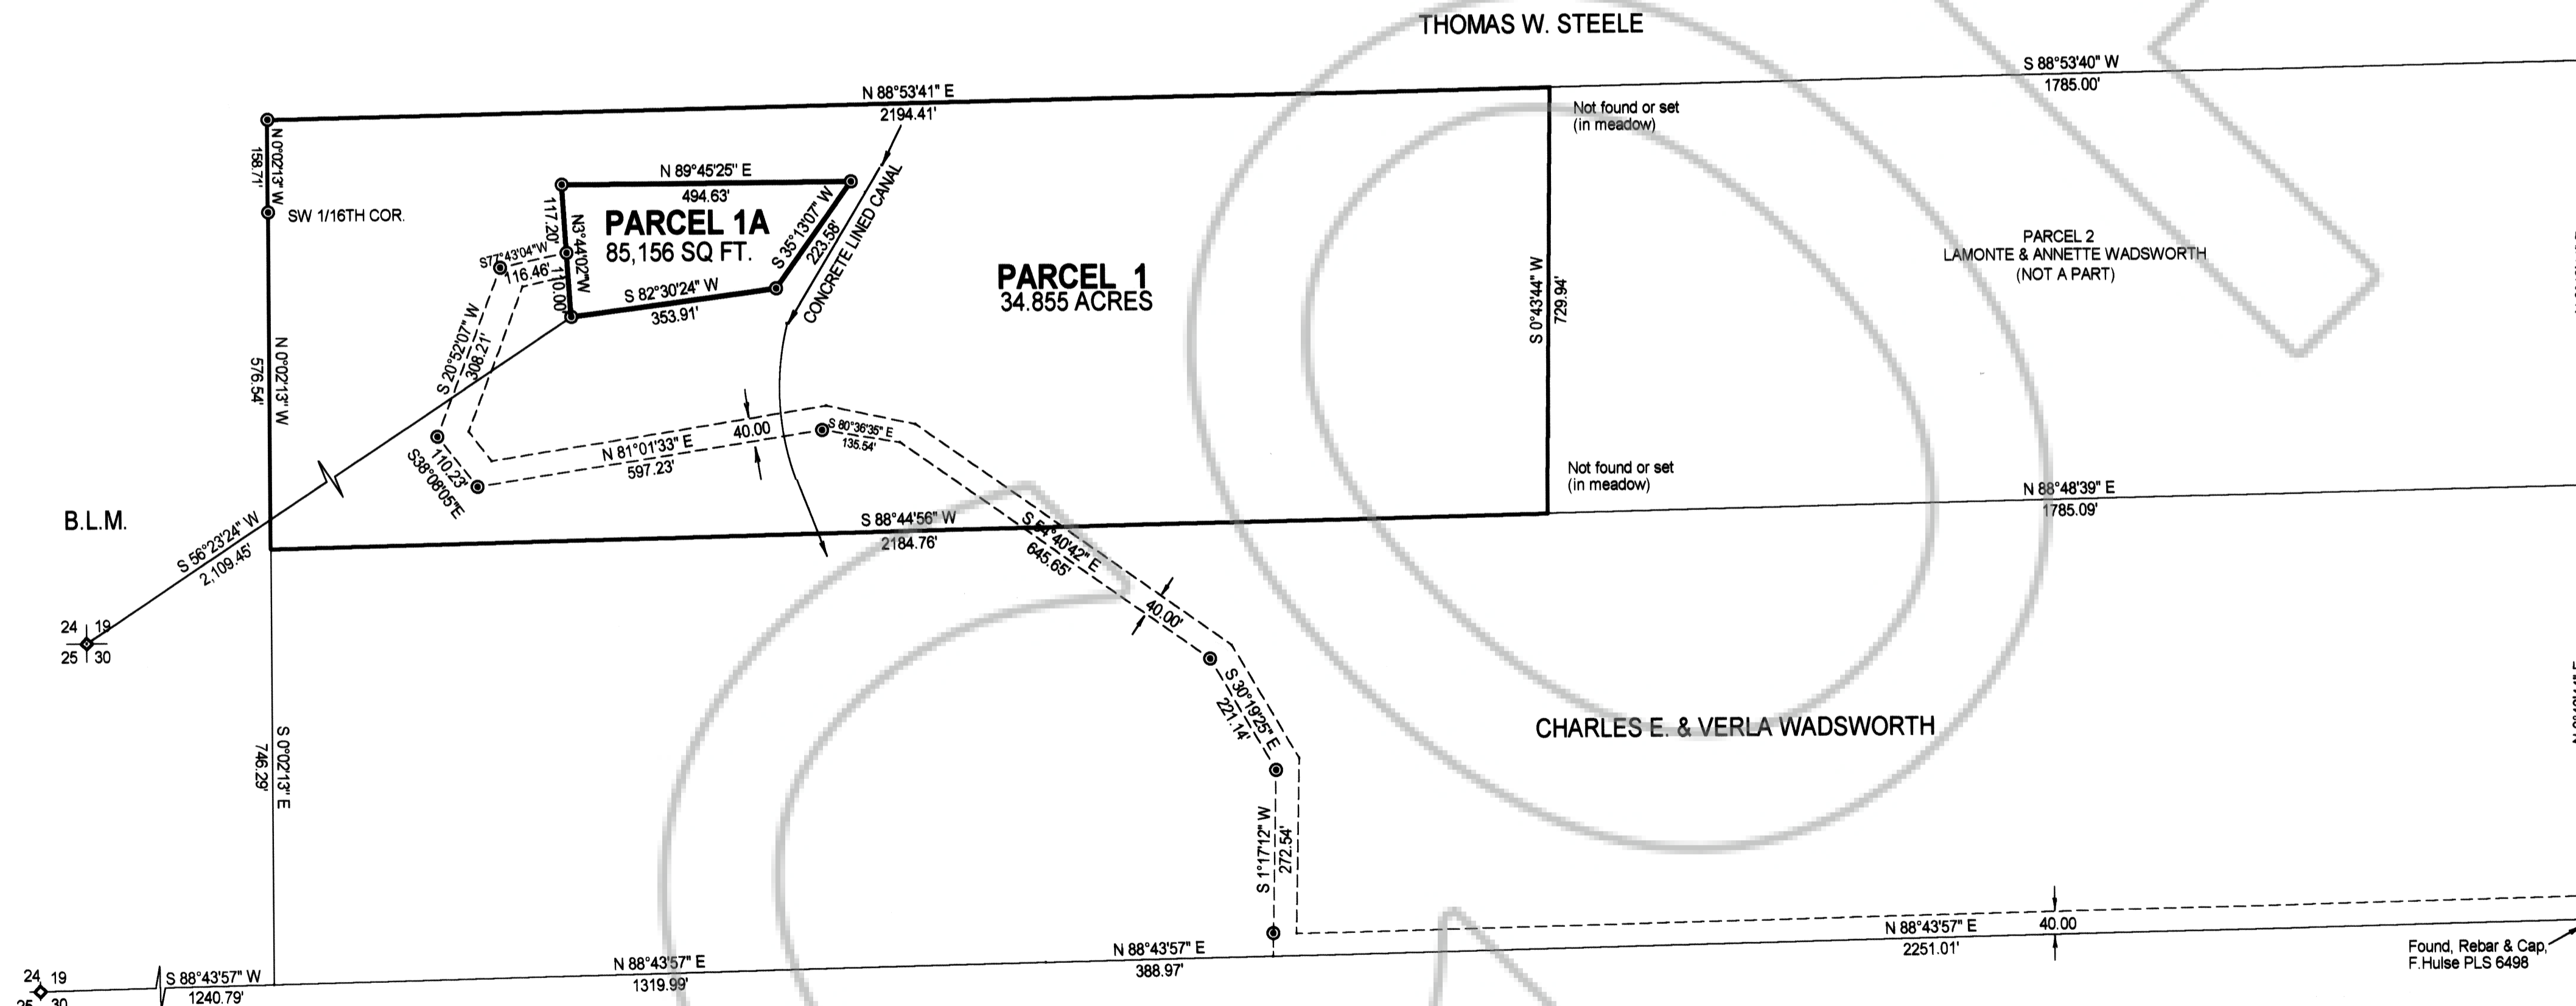 THOMAS W. STEELE
S 88°53'40" W
1785.00'
N 88°53'41" E
2194.41'
Not found or set
(in meadow)
N 0°02'13" W
158.71'
SW 1/16TH COR.
N 89°45'25" E
494.63'
PARCEL 1A
85,156 SQ FT.
117.20'
N3°44'02"W
110.00'
S 35°13'07" W
223.58'
CONCRETE LINED CANAL
S77°43'04"W
116.46'
S 82°30'24" W
353.91'
PARCEL 1
34.855 ACRES
S 0°43'44" W
729.94'
PARCEL 2
LAMONTE & ANNETTE WADSWORTH
(NOT A PART)
N 0°02'13" W
576.54'
S 20°52'07" W
308.21'
110.23'
S38°08'05"E
N 81°01'33" E
597.23'
40.00
S 80°36'35" E
135.54'
Not found or set
(in meadow)
N 88°48'39" E
1785.09'
B.L.M.
S 56°23'24" W
2,109.45'
S 88°44'56" W
2184.76'
S 54°40'42" E
645.65'
40.00'
24 19
25 30
S 30°19'25" E
221.14'
CHARLES E. & VERLA WADSWORTH
S 0°02'13" E
746.29'
S 1°17'12" W
272.54'
N 88°43'57" E
2251.01'
40.00
Found, Rebar & Cap,
F.Hulse PLS 6498
24 19
25 30
S 88°43'57" W
1240.79'
N 88°43'57" E
1319.99'
N 88°43'57" E
388.97'